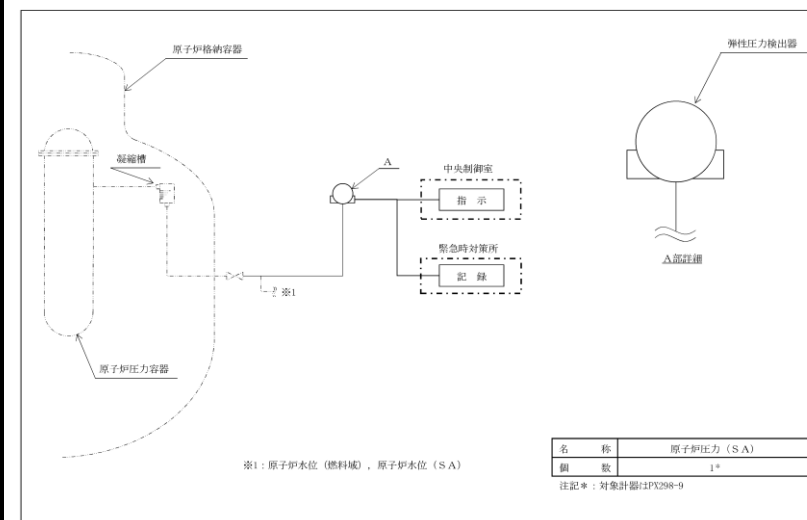 原子炉格納容器
弾性圧力検出器
凝縮槽
A
中央制御室
指 示
緊急時対策所
記 録
※1
A部詳細
原子炉圧力容器
※1：原子炉水位（燃料域），原子炉水位（ＳＡ）
名 称 原子炉圧力（ＳＡ）
個 数 1*
注記＊：対象計器はPX298-9